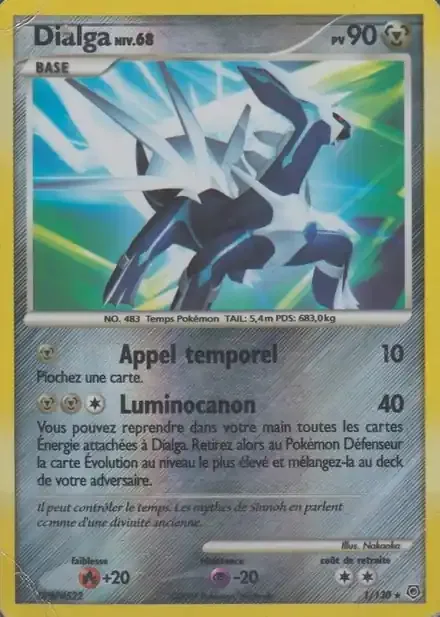 Dialga NIV.68
PV 90
BASE
NO. 483 Temps Pokémon TAIL: 5,4m PDS: 683,0kg
Appel temporel 10
Piochez une carte.
Luminocanon 40
Vous pouvez reprendre dans votre main toutes les cartes
Énergie attachées à Dialga. Retirez alors au Pokémon Défenseur
la carte Évolution au niveau le plus élevé et mélangez-la au deck
de votre adversaire.
Il peut contrôler le temps. Les mythes de Sinnoh en parlent
comme d'une divinité ancienne.
Illus. Nakaoka
faiblesse résistance coût de retraite
+20 -20
1/130